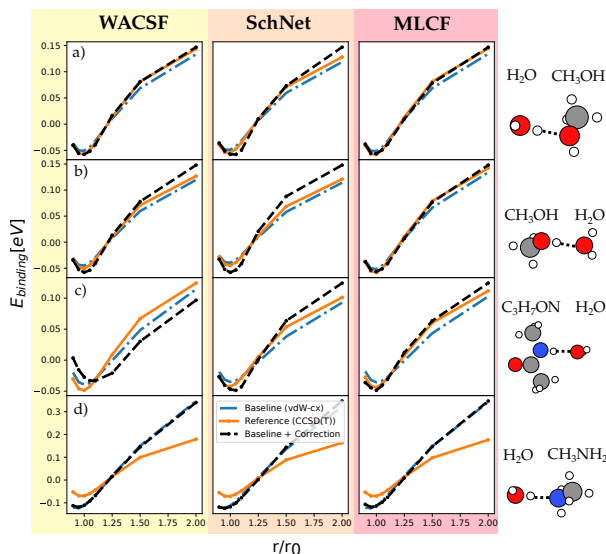 WACSF SchNet MLCF
a)
0.15
0.10
0.05
0.00
−0.05
H₂O CH₃OH
b)
0.15
0.10
0.05
0.00
−0.05
CH₃OH H₂O
E_binding[eV]
c)
0.10
0.05
0.00
−0.05
C₃H₇ON H₂O
d)
0.3
0.2
0.1
0.0
−0.1
Baseline (vdW-cx)
Reference (CCSD(T))
Baseline + Correction
H₂O CH₃NH₂
1.00 1.25 1.50 1.75 2.00 1.00 1.25 1.50 1.75 2.00 1.00 1.25 1.50 1.75 2.00
r/r₀